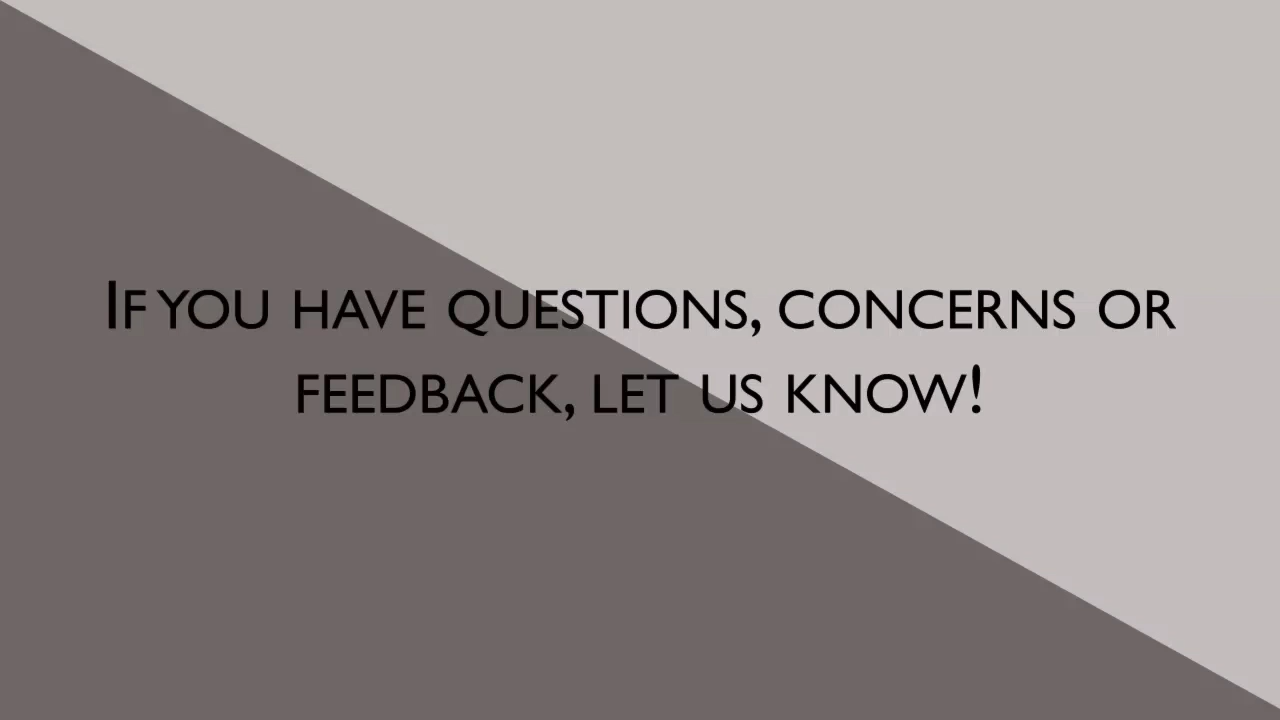 If you have questions, concerns or
feedback, let us know!